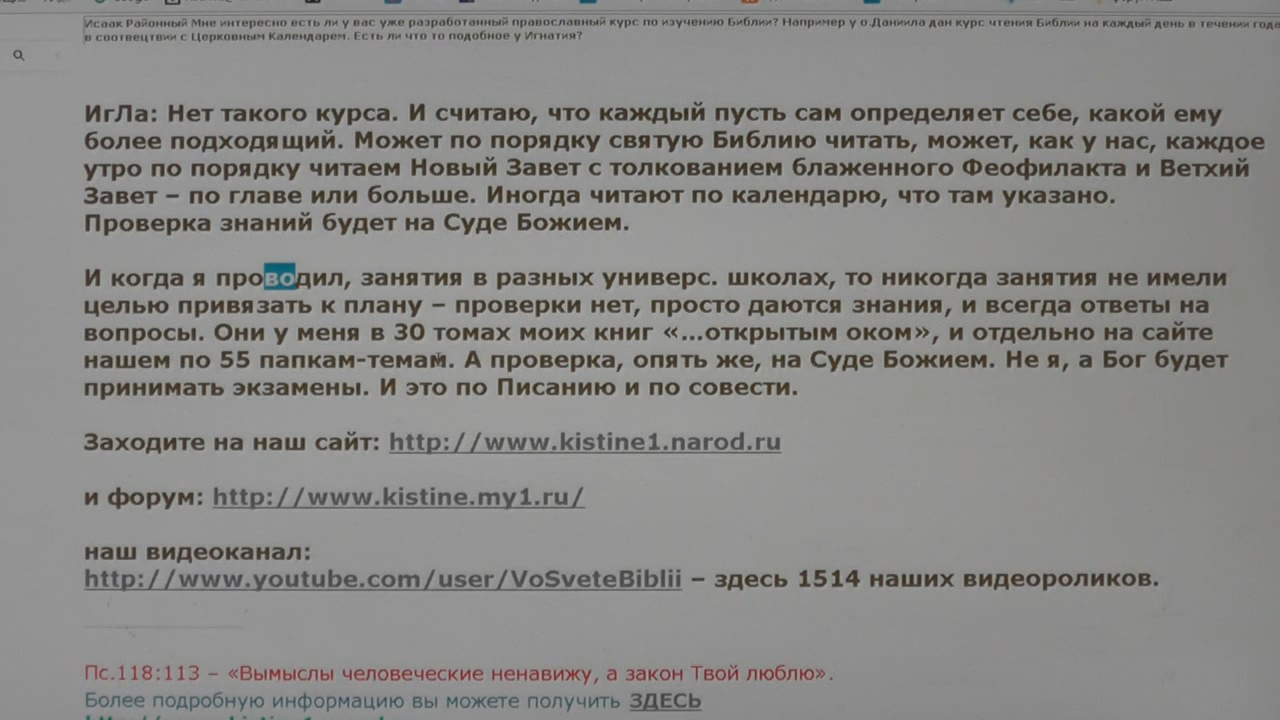 Исаак Районный Мне интересно есть ли у вас уже разработанный православный курс по изучению Библии? Например у о.Даниила дан курс чтения Библии на каждый день в течении года
в соотвецтвии с Церковным Календарем. Есть ли что то подобное у Игнатия?
ИгЛа: Нет такого курса. И считаю, что каждый пусть сам определяет себе, какой ему
более подходящий. Может по порядку святую Библию читать, может, как у нас, каждое
утро по порядку читаем Новый Завет с толкованием блаженного Феофилакта и Ветхий
Завет – по главе или больше. Иногда читают по календарю, что там указано.
Проверка знаний будет на Суде Божием.
И когда я проводил, занятия в разных универс. школах, то никогда занятия не имели
целью привязать к плану – проверки нет, просто даются знания, и всегда ответы на
вопросы. Они у меня в 30 томах моих книг «...открытым оком», и отдельно на сайте
нашем по 55 папкам-темам. А проверка, опять же, на Суде Божием. Не я, а Бог будет
принимать экзамены. И это по Писанию и по совести.
Заходите на наш сайт: http://www.kistine1.narod.ru
и форум: http://www.kistine.my1.ru/
наш видеоканал:
http://www.youtube.com/user/VoSveteBiblii – здесь 1514 наших видеороликов.
Пс.118:113 – «Вымыслы человеческие ненавижу, а закон Твой люблю».
Более подробную информацию вы можете получить ЗДЕСЬ